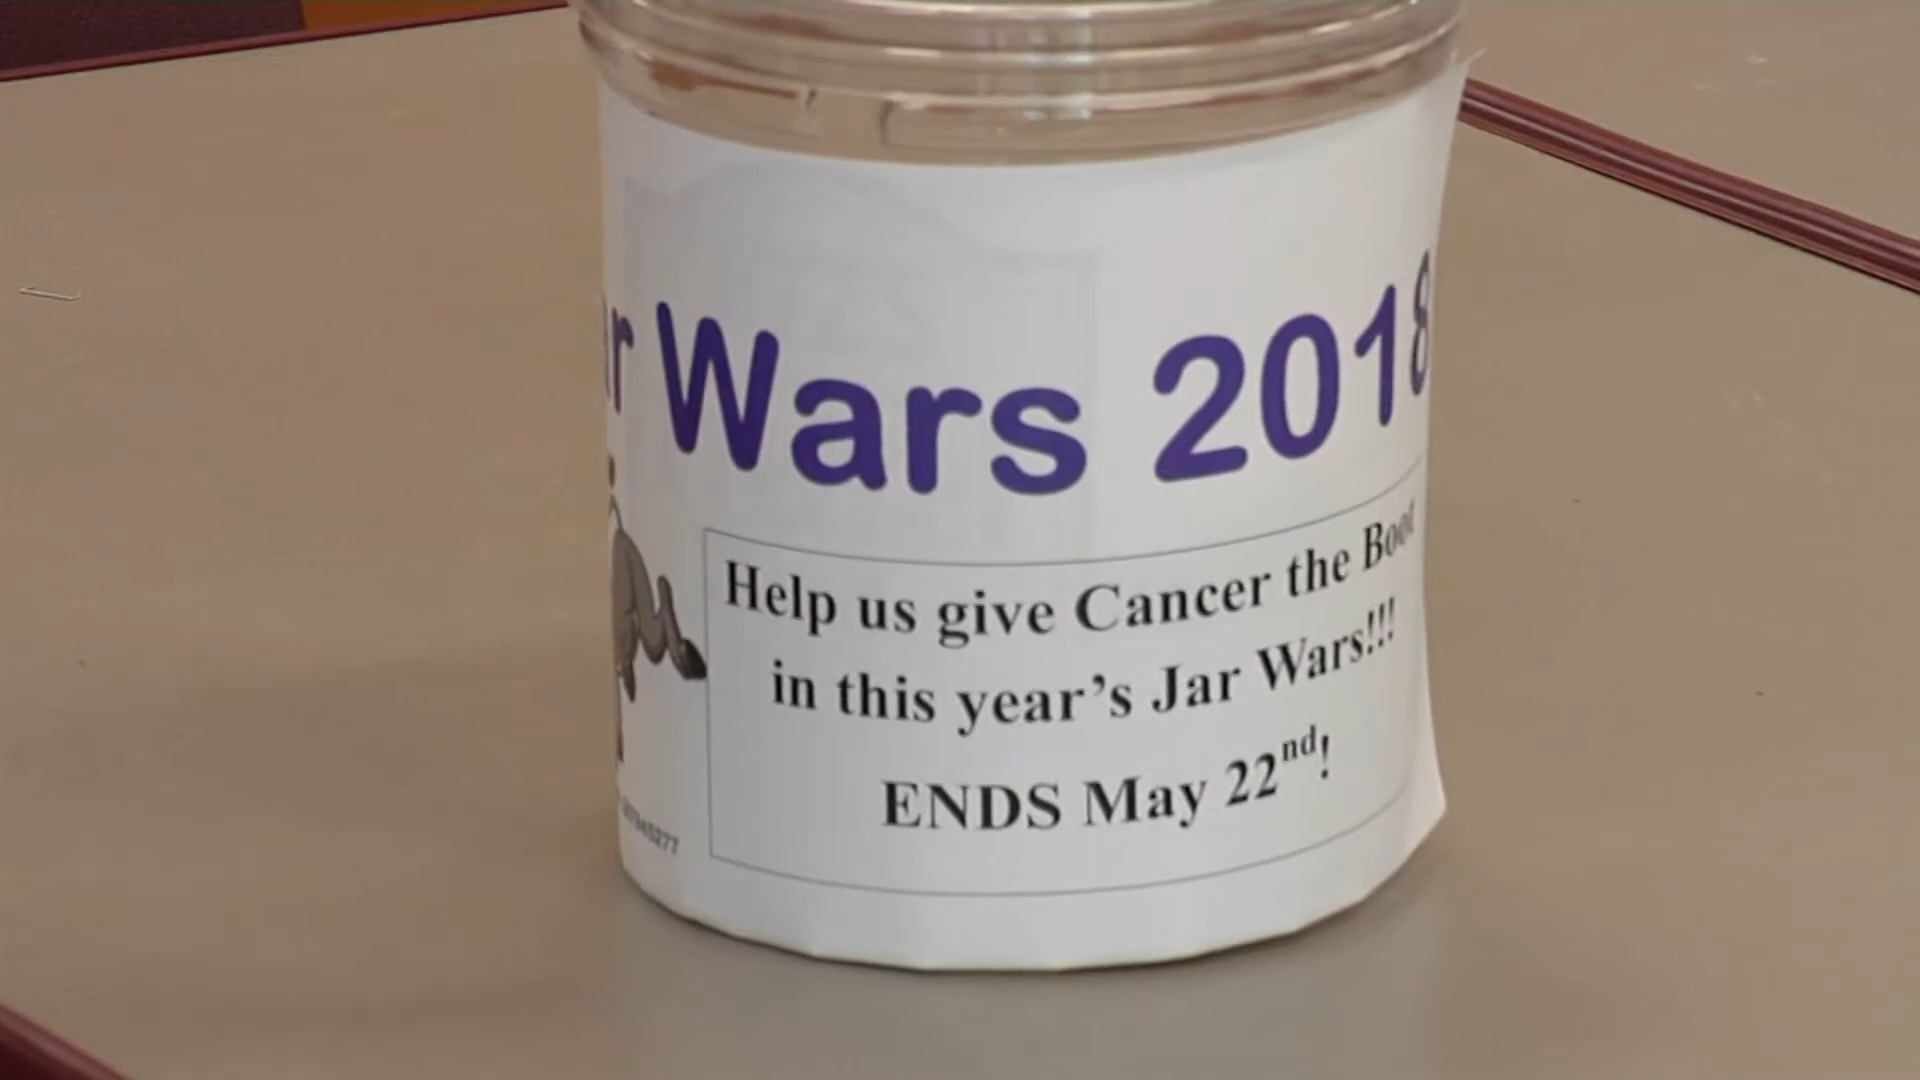 Wars 2018
Help us give Cancer the Boot
in this year's Jar Wars!!!
ENDS May 22nd!